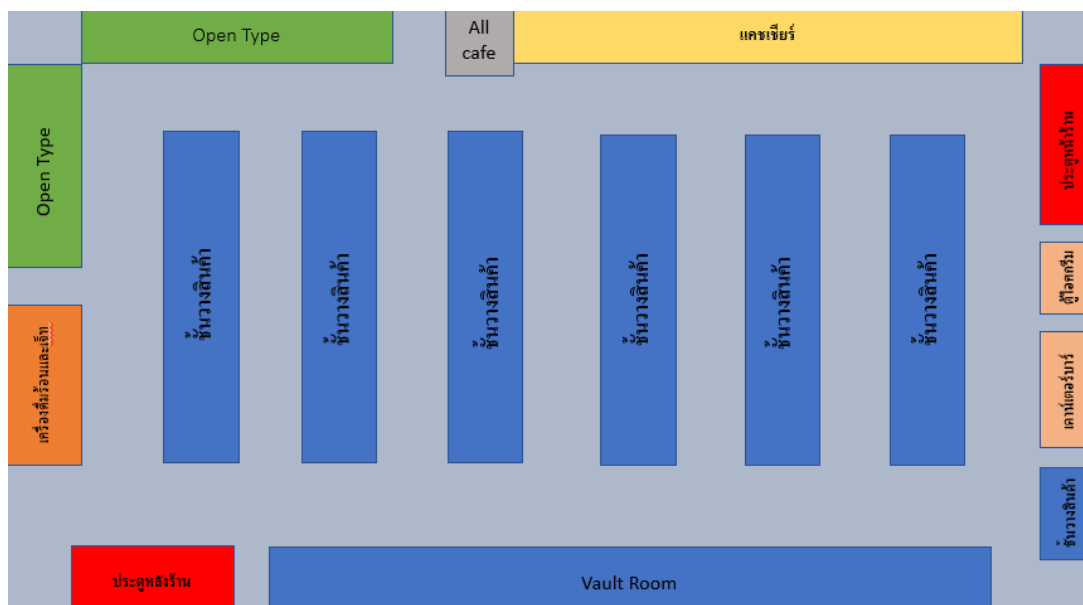 Open Type
All
cafe
แคชเชียร์
Open Type
ประตูหน้าร้าน
ชั้นวางสินค้า
ชั้นวางสินค้า
ชั้นวางสินค้า
ชั้นวางสินค้า
ชั้นวางสินค้า
ชั้นวางสินค้า
ตู้ไอคกรีม
เครื่องดื่มร้อนและเจ็ท
เคาน์เตอร์บาร์
ชั้นวางสินค้า
ประตูหลังร้าน
Vault Room